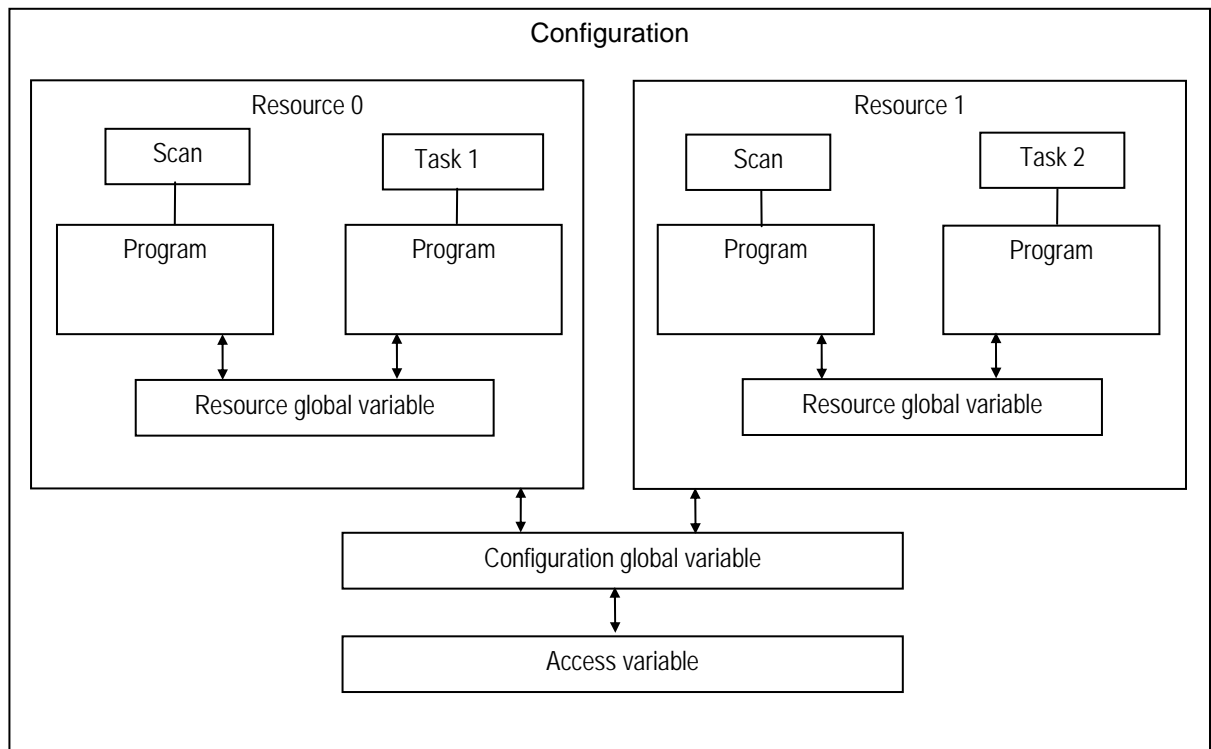 Configuration
Resource 0
Resource 1
Scan
Task 1
Scan
Task 2
Program
Program
Program
Program
Resource global variable
Resource global variable
Configuration global variable
Access variable